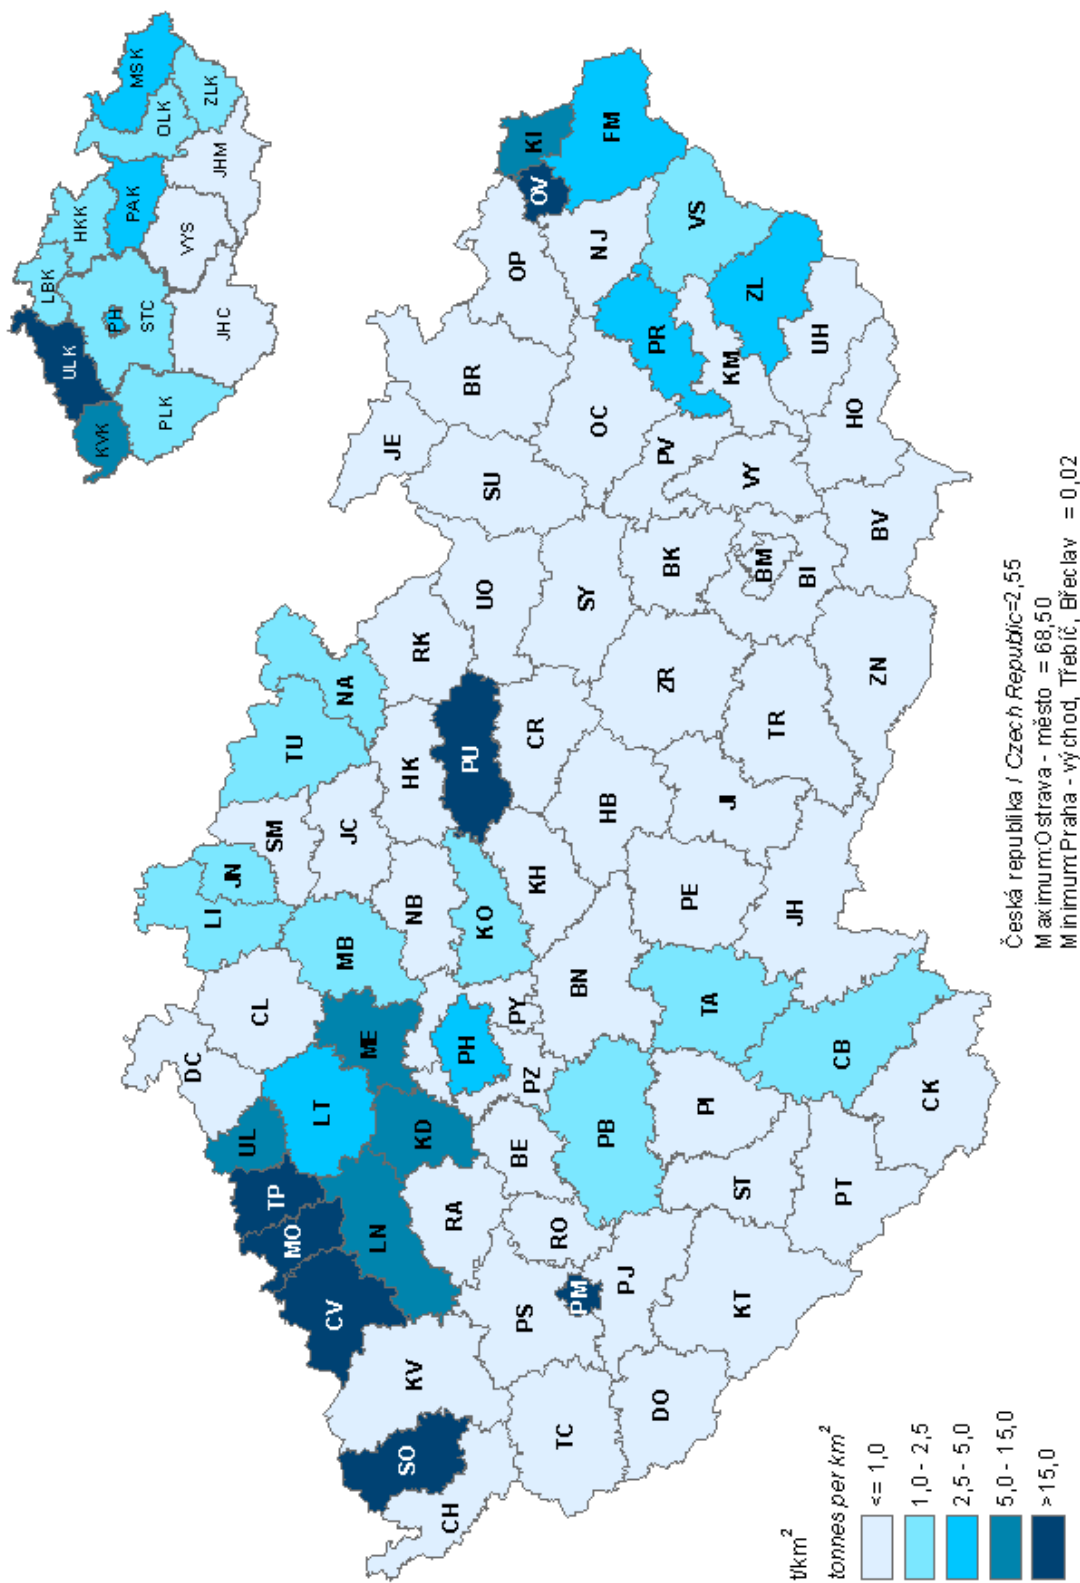 MSK
ZLK
OLK
JHM
PAK
HKK
VYS
LBK
PH
STC
JHC
ULK
KVK
PLK
KI
OV
FM
VS
NJ
OP
ZL
PR
KM
UH
BR
OC
HO
JE
PV
SU
VY
BV
BM
BI
BK
UO
SY
RK
ZN
ZR
NA
TR
TU
CR
PU
HK
HB
JI
SM
JC
JN
KH
PE
LI
NB
KO
JH
MB
BN
CL
PY
TA
DC
ME
PH
CB
PZ
LT
PI
CK
KD
UL
PB
BE
ST
TP
PT
RA
MO
LN
RO
PJ
CV
PM
PS
KT
KV
DO
SO
TC
CH
t/km²
tonnes per km²
<= 1,0
1,0 - 2,5
2,5 - 5,0
5,0 - 15,0
>15,0
Česká republika / Czech Republic=2,55
Maximum:Ostrava - město = 68,50
Minimum:Praha - východ, Třebíč, Břeclav = 0,02